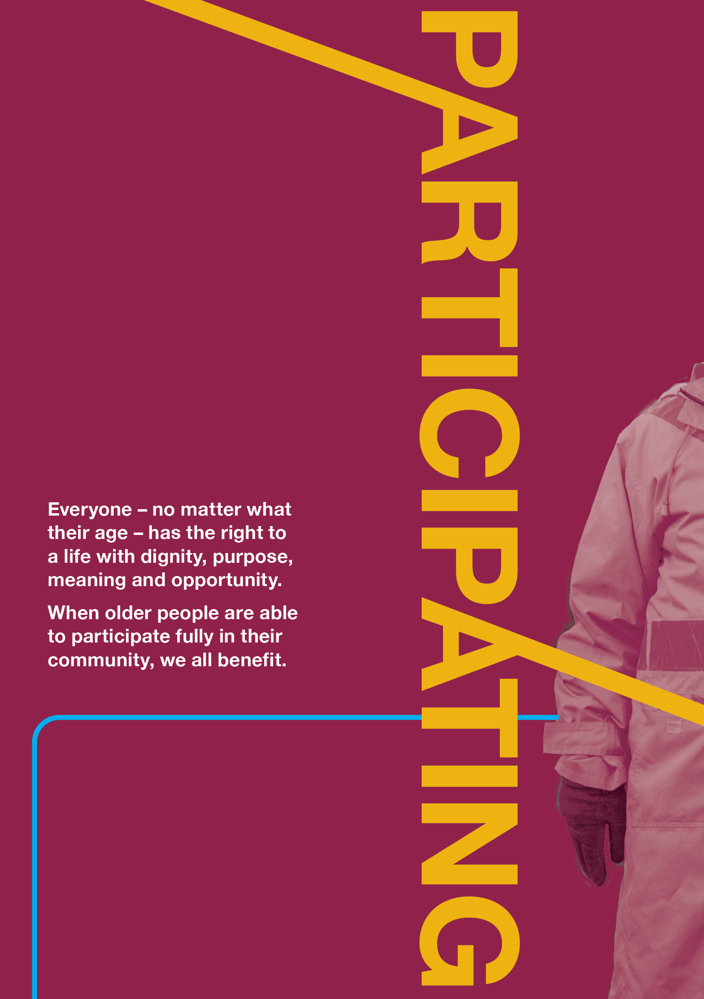 PARTICIPATING
Everyone – no matter what
their age – has the right to
a life with dignity, purpose,
meaning and opportunity.
When older people are able
to participate fully in their
community, we all benefit.